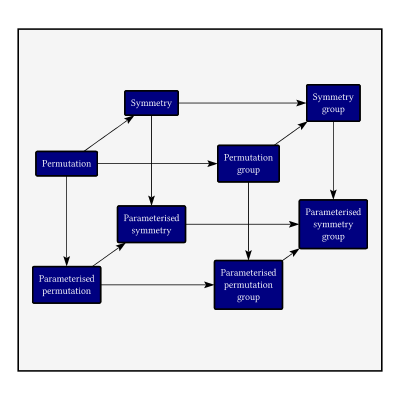 Symmetry
Symmetry
group
Permutation
Permutation
group
Parameterised
symmetry
Parameterised
symmetry
group
Parameterised
permutation
Parameterised
permutation
group